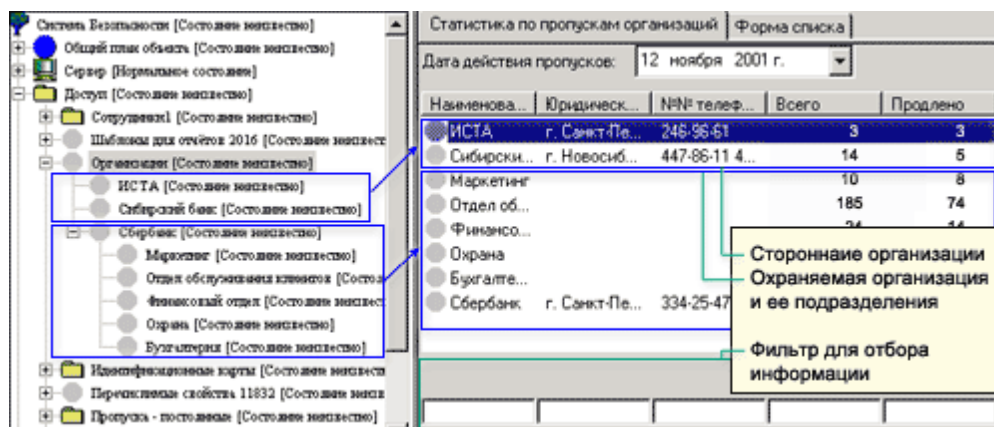 Система Безопасности [Состояние неизвестно]
Общий план объекта [Состояние неизвестно]
Сервер [Нормальное состояние]
Доступ [Состояние неизвестно]
Сотрудники1 [Состояние неизвестно]
Шаблоны для отчётов 2016 [Состояние неизвест
Организации [Состояние неизвестно]
ИСТА [Состояние неизвестно]
Сибирский банк [Состояние неизвестно]
Сбербанк [Состояние неизвестно]
Маркетинг [Состояние неизвестно]
Отдел обслуживания клиентов [Состоя
Финансовый отдел [Состояние неизвест
Охрана [Состояние неизвестно]
Бухгалтерия [Состояние неизвестно]
Идентификационные карты [Состояние неизвестн
Перечислимые свойства 11832 [Состояние неизв
Пропуска - постоянные [Состояние неизвестно]
Статистика по пропускам организаций Форма списка
Дата действия пропусков: 12 ноября 2001 г.
Наименова... Юридическ... №№ телеф... Всего Продлено
ИСТА г. Санкт-Пе... 246-96-61 3 3
Сибирски... г. Новосиб... 447-86-11 4... 14 5
Маркетинг 10 8
Отдел об... 185 74
Финансо... 24 14
Охрана
Бухгалте...
Сбербанк г. Санкт-Пе... 334-25-47
Сторонние организации
Охраняемая организация
и ее подразделения
Фильтр для отбора
информации